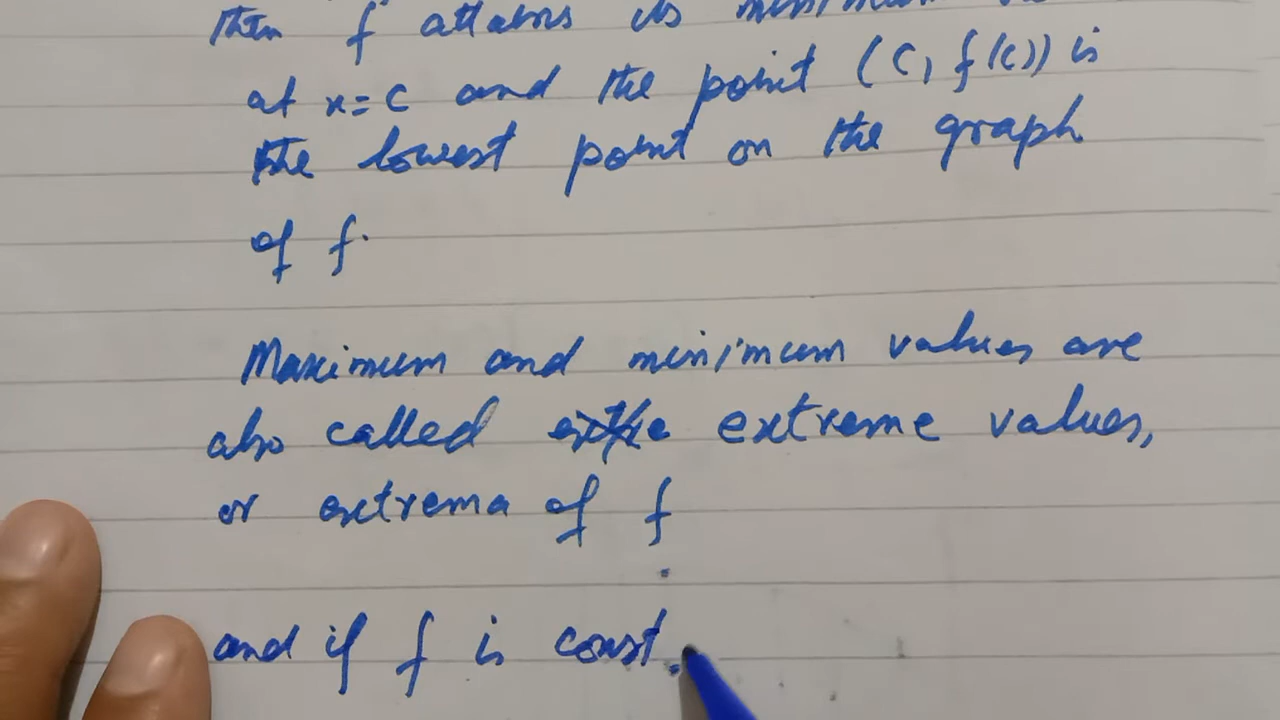 then f attains its minimum
at x=c and the point (c, f(c)) is
the lowest point on the graph
of f.
Maximum and minimum values are
also called extreme values,
or extrema of f
and if f is const.